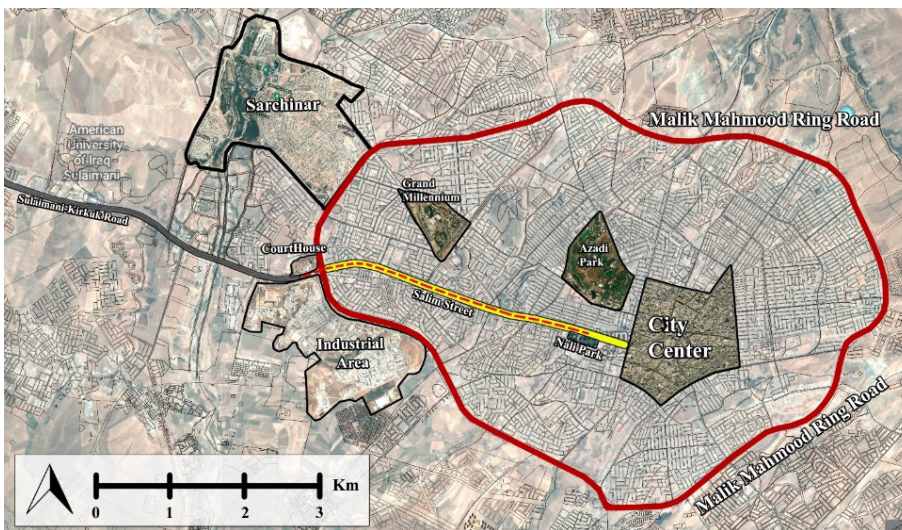 Sarchinar
Malik Mahmood Ring Road
American
University
of Iraq -
Sulaimani
Grand
Millennium
Sulaimani-Kirkuk Road
CourtHouse
Azadi
Park
Salim Street
City
Center
Nali Park
Industrial
Area
Malik Mahmood Ring Road
Km
0 1 2 3